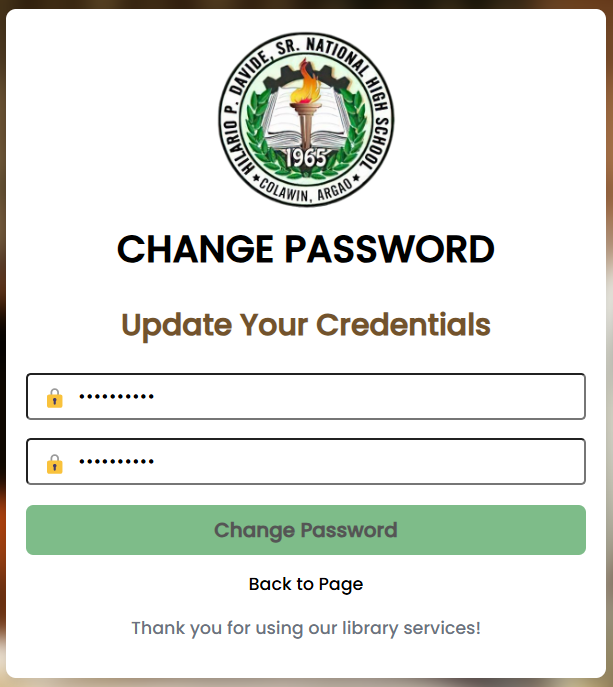 HILARIO P. DAVIDE, SR. NATIONAL HIGH SCHOOL
1965
★ COLAWIN, ARGAO ★
CHANGE PASSWORD
Update Your Credentials
••••••••••
••••••••••
Change Password
Back to Page
Thank you for using our library services!